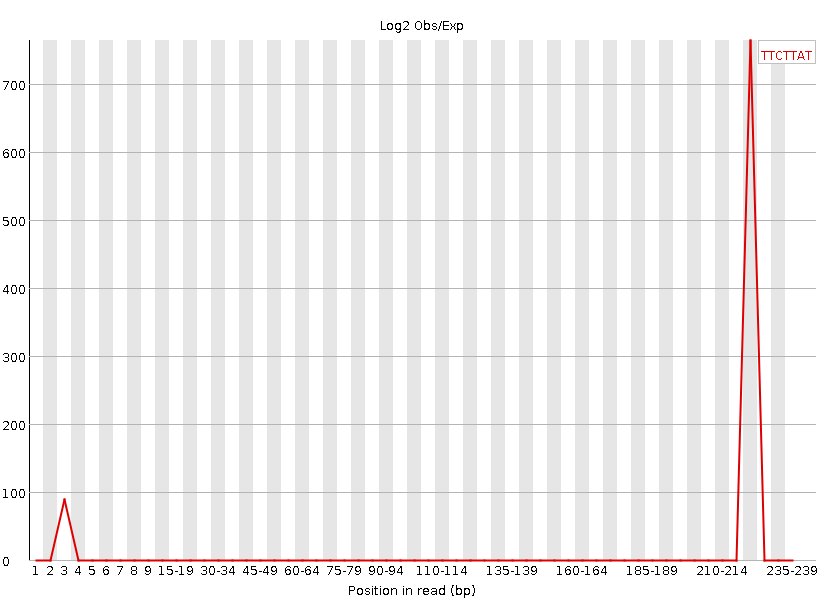 Log2 Obs/Exp
TTCTTAT
700
600
500
400
300
200
100
0
1 2 3 4 5 6 7 8 9 15-19 30-34 45-49 60-64 75-79 90-94 110-114 135-139 160-164 185-189 210-214 235-239
Position in read (bp)